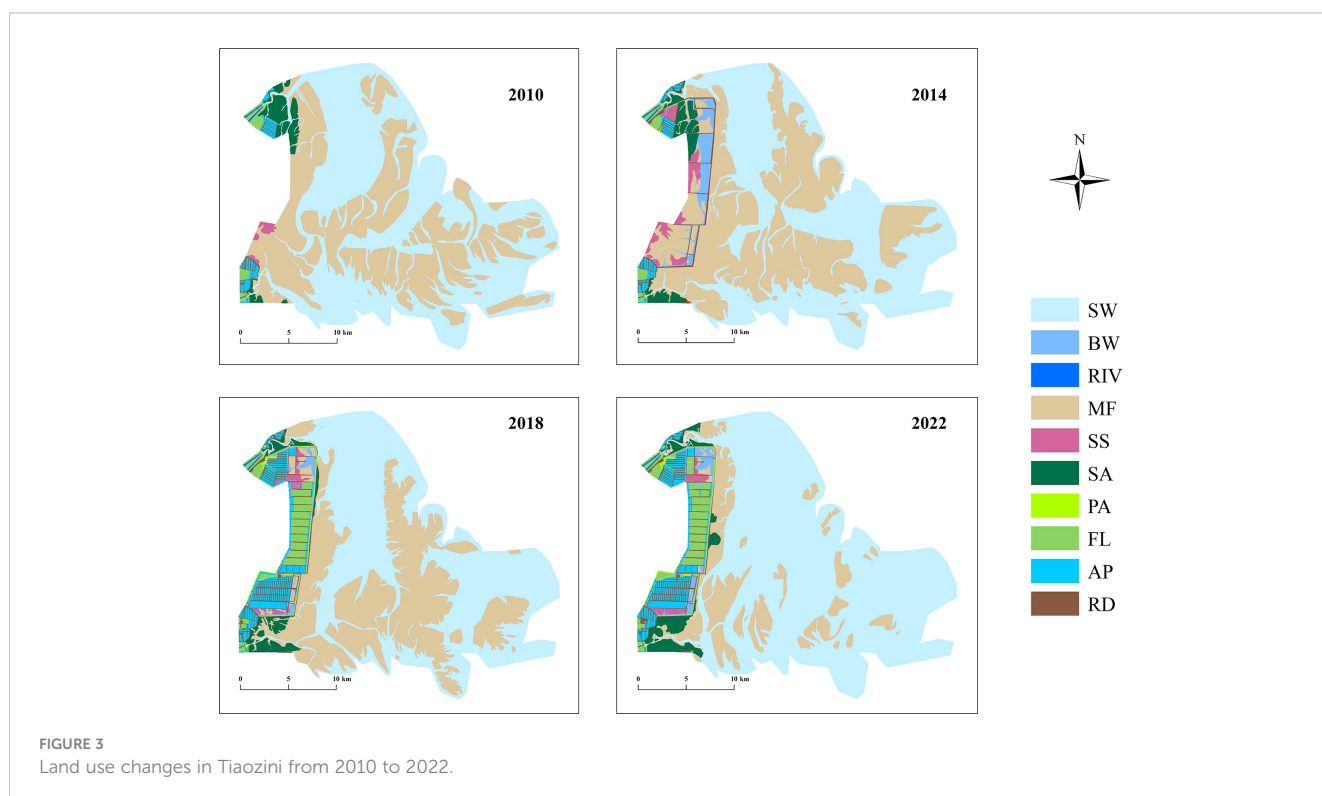 2010
0 5 10 km
2014
0 5 10 km
N
2018
0 5 10 km
2022
0 5 10 km
SW
BW
RIV
MF
SS
SA
PA
FL
AP
RD
FIGURE 3
Land use changes in Tiaozini from 2010 to 2022.